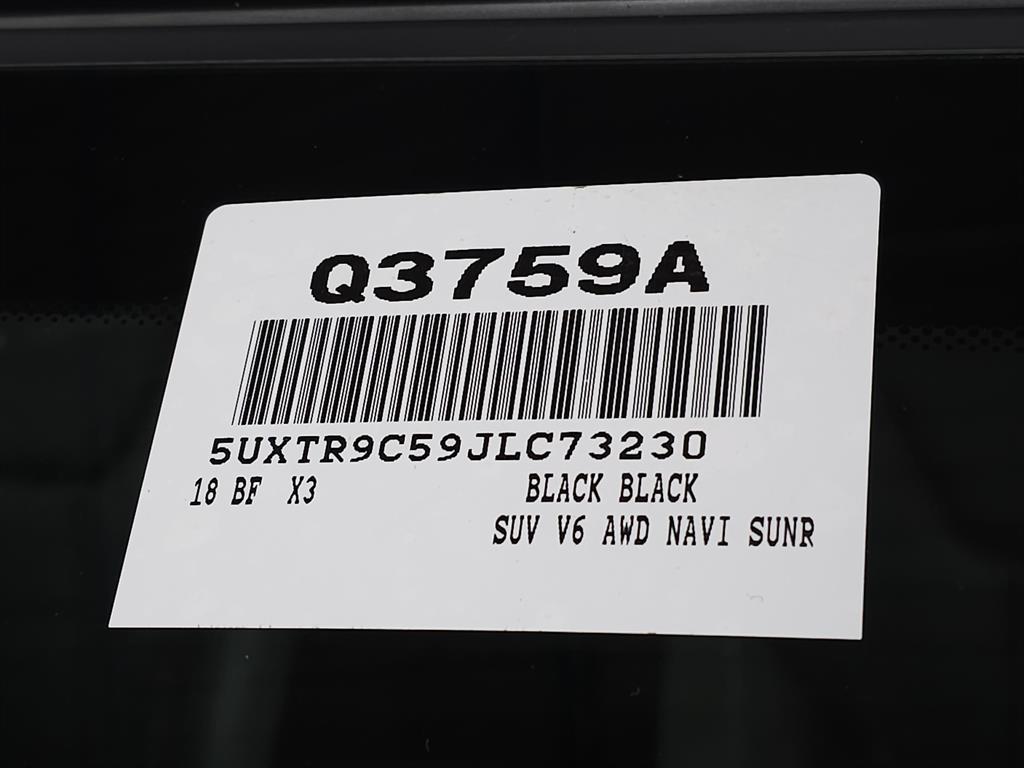 Q3759A
5UXTR9C59JLC73230
18 BF X3 BLACK BLACK
SUV V6 AWD NAVI SUNR